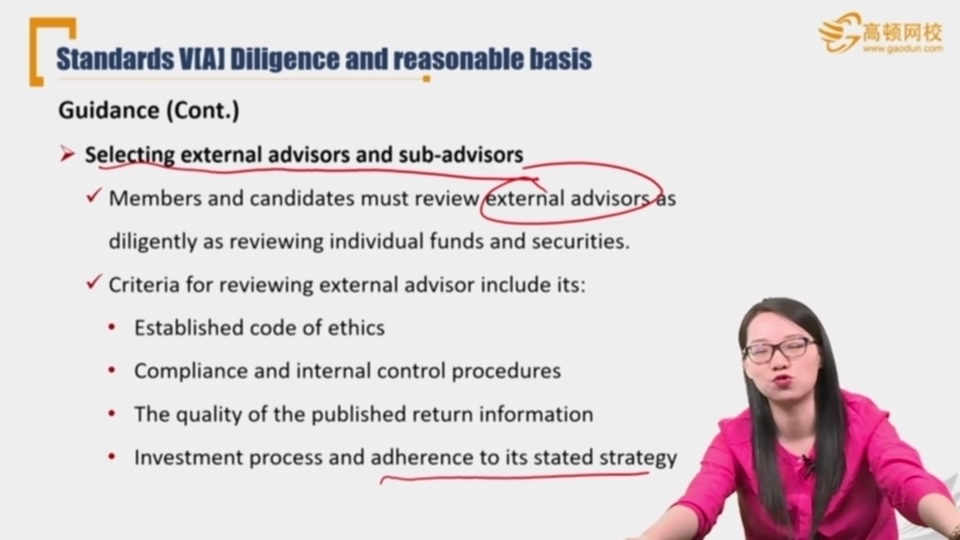 高顿网校
www.gaodun.com
Standards V[A] Diligence and reasonable basis
Guidance (Cont.)
Selecting external advisors and sub-advisors
Members and candidates must review external advisors as
diligently as reviewing individual funds and securities.
Criteria for reviewing external advisor include its:
Established code of ethics
Compliance and internal control procedures
The quality of the published return information
Investment process and adherence to its stated strategy